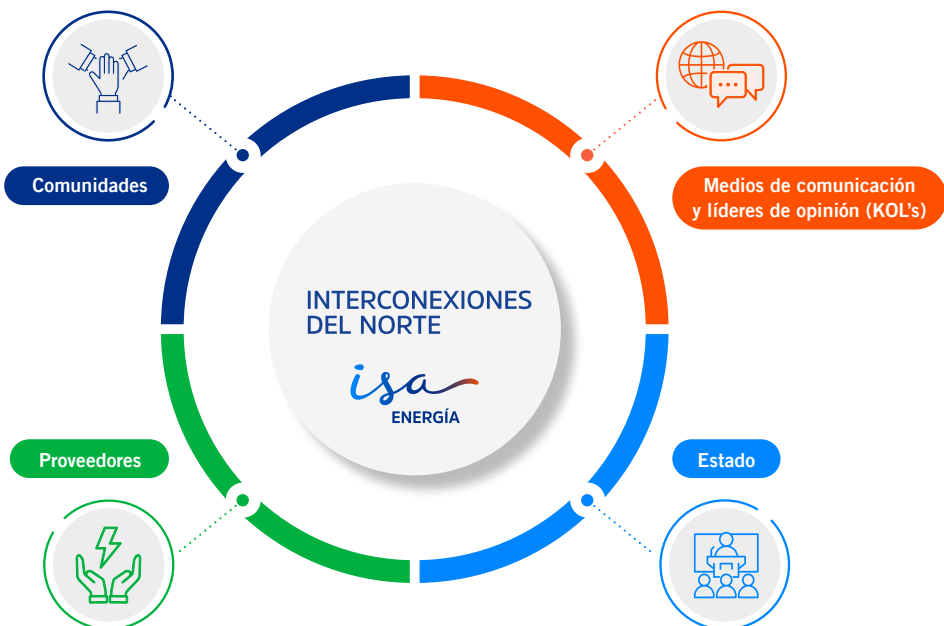 Comunidades
Medios de comunicación
y líderes de opinión (KOL's)
INTERCONEXIONES
DEL NORTE
isa
ENERGÍA
Proveedores
Estado